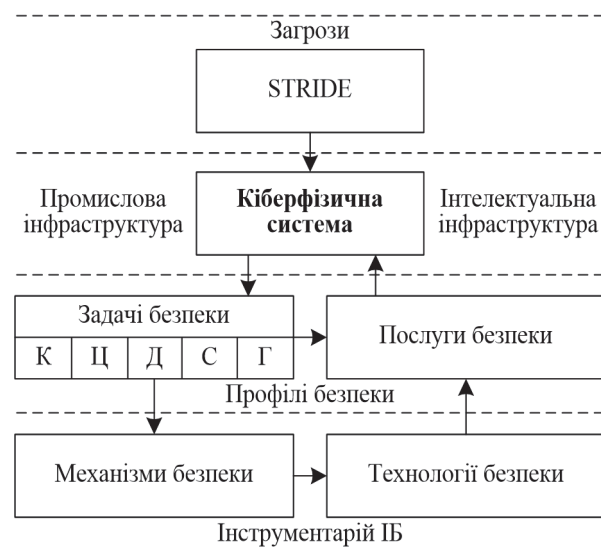 Загрози
STRIDE
Промислова
інфраструктура
Кіберфізична
система
Інтелектуальна
інфраструктура
Задачі безпеки
К Ц Д С Г
Послуги безпеки
Профілі безпеки
Механізми безпеки
Технології безпеки
Інструментарій ІБ